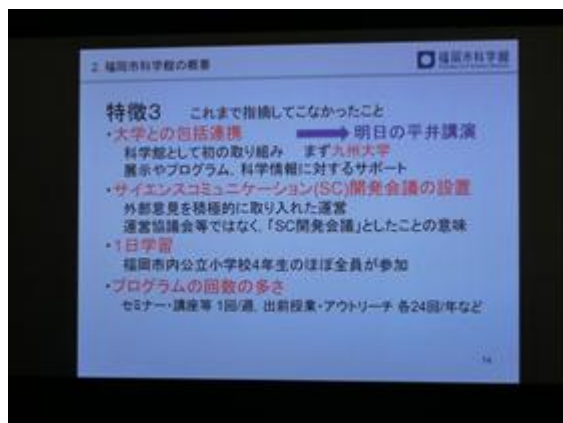 2. 福岡市科学館の概要
福岡市科学館
特徴3 これまで指摘してこなかったこと
・大学との包括連携 明日の平井講演
科学館として初の取り組み まず九州大学
展示やプログラム、科学情報に対するサポート
・サイエンスコミュニケーション(SC)開発会議の設置
外部意見を積極的に取り入れた運営
運営協議会等ではなく、「SC開発会議」としたことの意味
・1日学習
福岡市内公立小学校4年生のほぼ全員が参加
・プログラムの回数の多さ
セミナー・講座等 1回/週、出前授業・アウトリーチ 各24回/年など
14